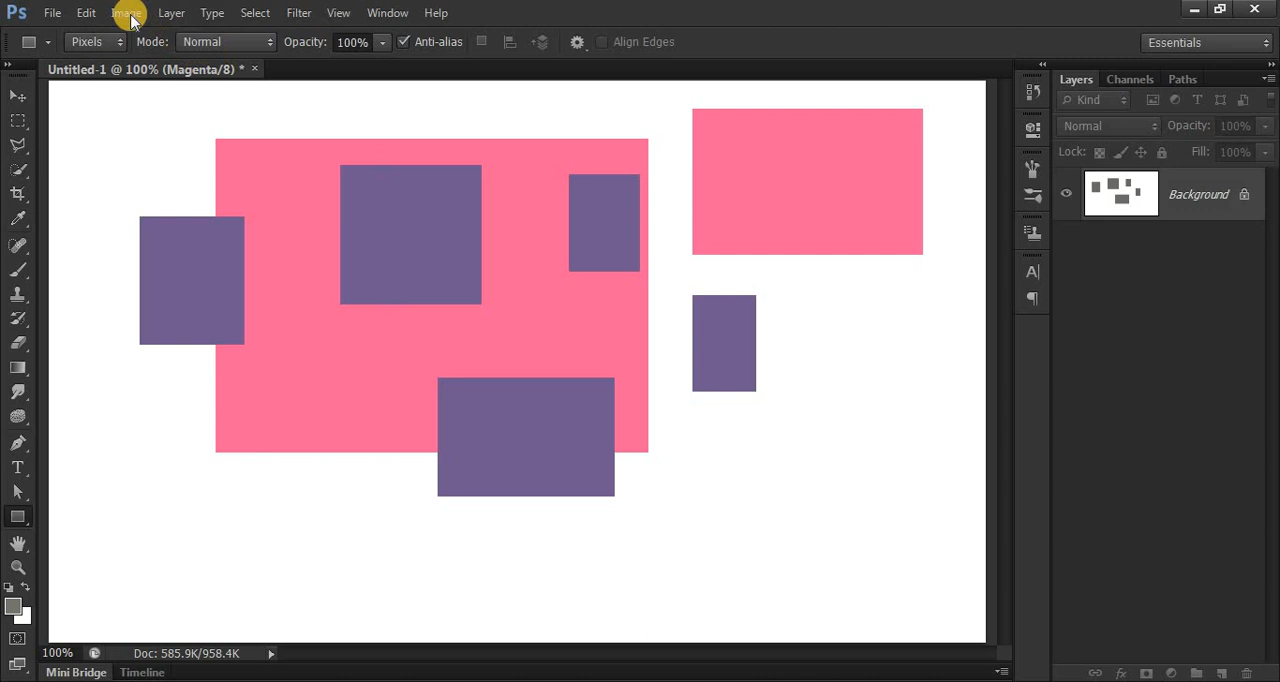 Ps File Edit Image Layer Type Select Filter View Window Help
Pixels Mode: Normal Opacity: 100% Anti-alias Align Edges Essentials
Untitled-1 @ 100% (Magenta/8) * ×
Layers Channels Paths
Kind
Normal Opacity: 100%
Lock: Fill: 100%
Background
100% Doc: 585.9K/958.4K
Mini Bridge Timeline